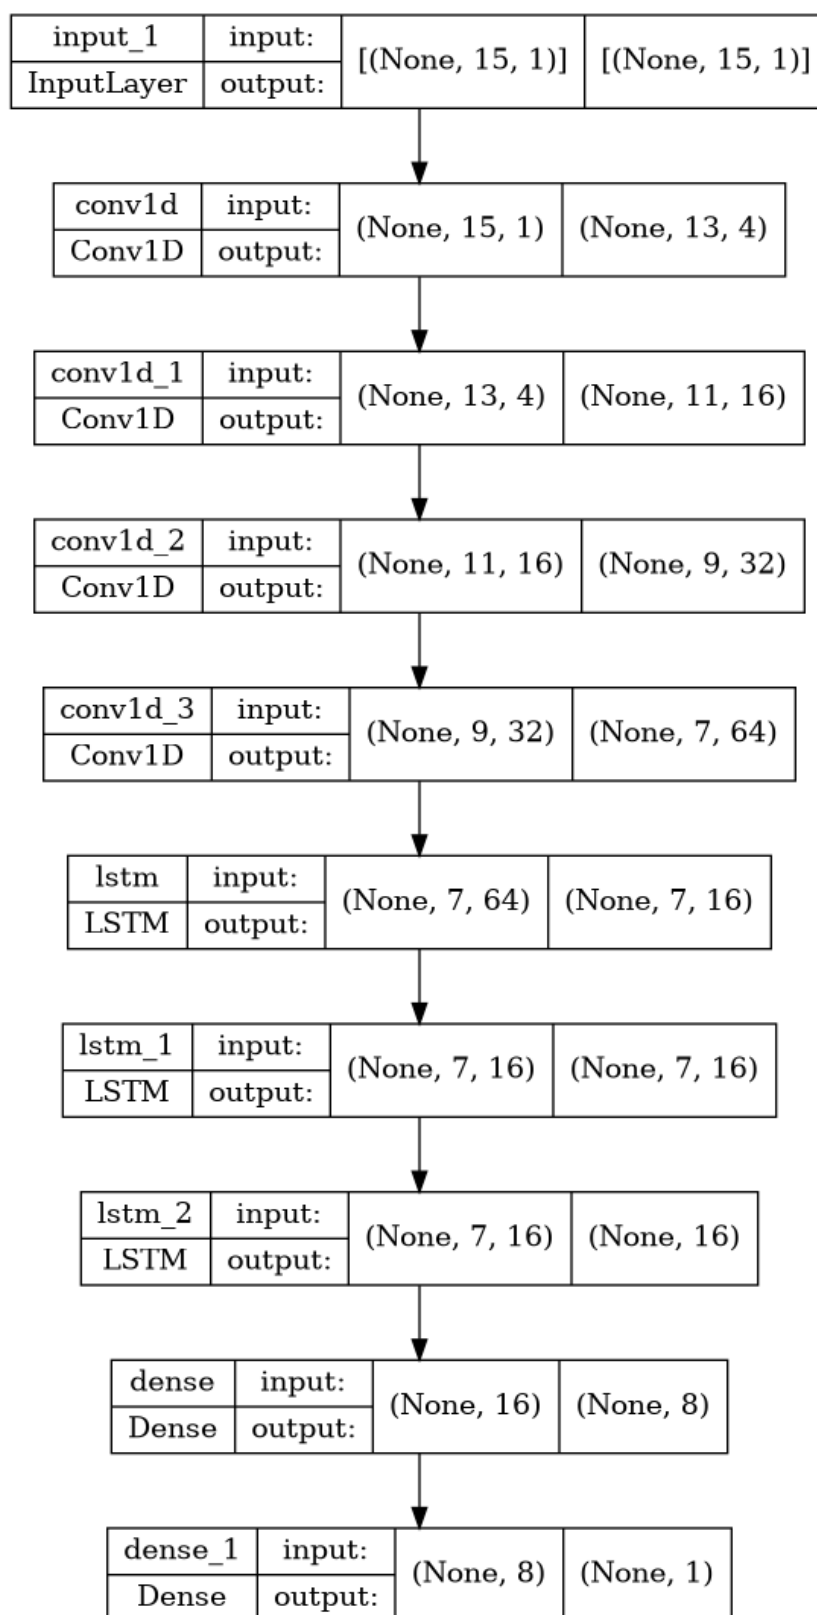 input_1 input: [(None, 15, 1)] [(None, 15, 1)]
InputLayer output:
conv1d input: (None, 15, 1) (None, 13, 4)
Conv1D output:
conv1d_1 input: (None, 13, 4) (None, 11, 16)
Conv1D output:
conv1d_2 input: (None, 11, 16) (None, 9, 32)
Conv1D output:
conv1d_3 input: (None, 9, 32) (None, 7, 64)
Conv1D output:
lstm input: (None, 7, 64) (None, 7, 16)
LSTM output:
lstm_1 input: (None, 7, 16) (None, 7, 16)
LSTM output:
lstm_2 input: (None, 7, 16) (None, 16)
LSTM output:
dense input: (None, 16) (None, 8)
Dense output:
dense_1 input: (None, 8) (None, 1)
Dense output: